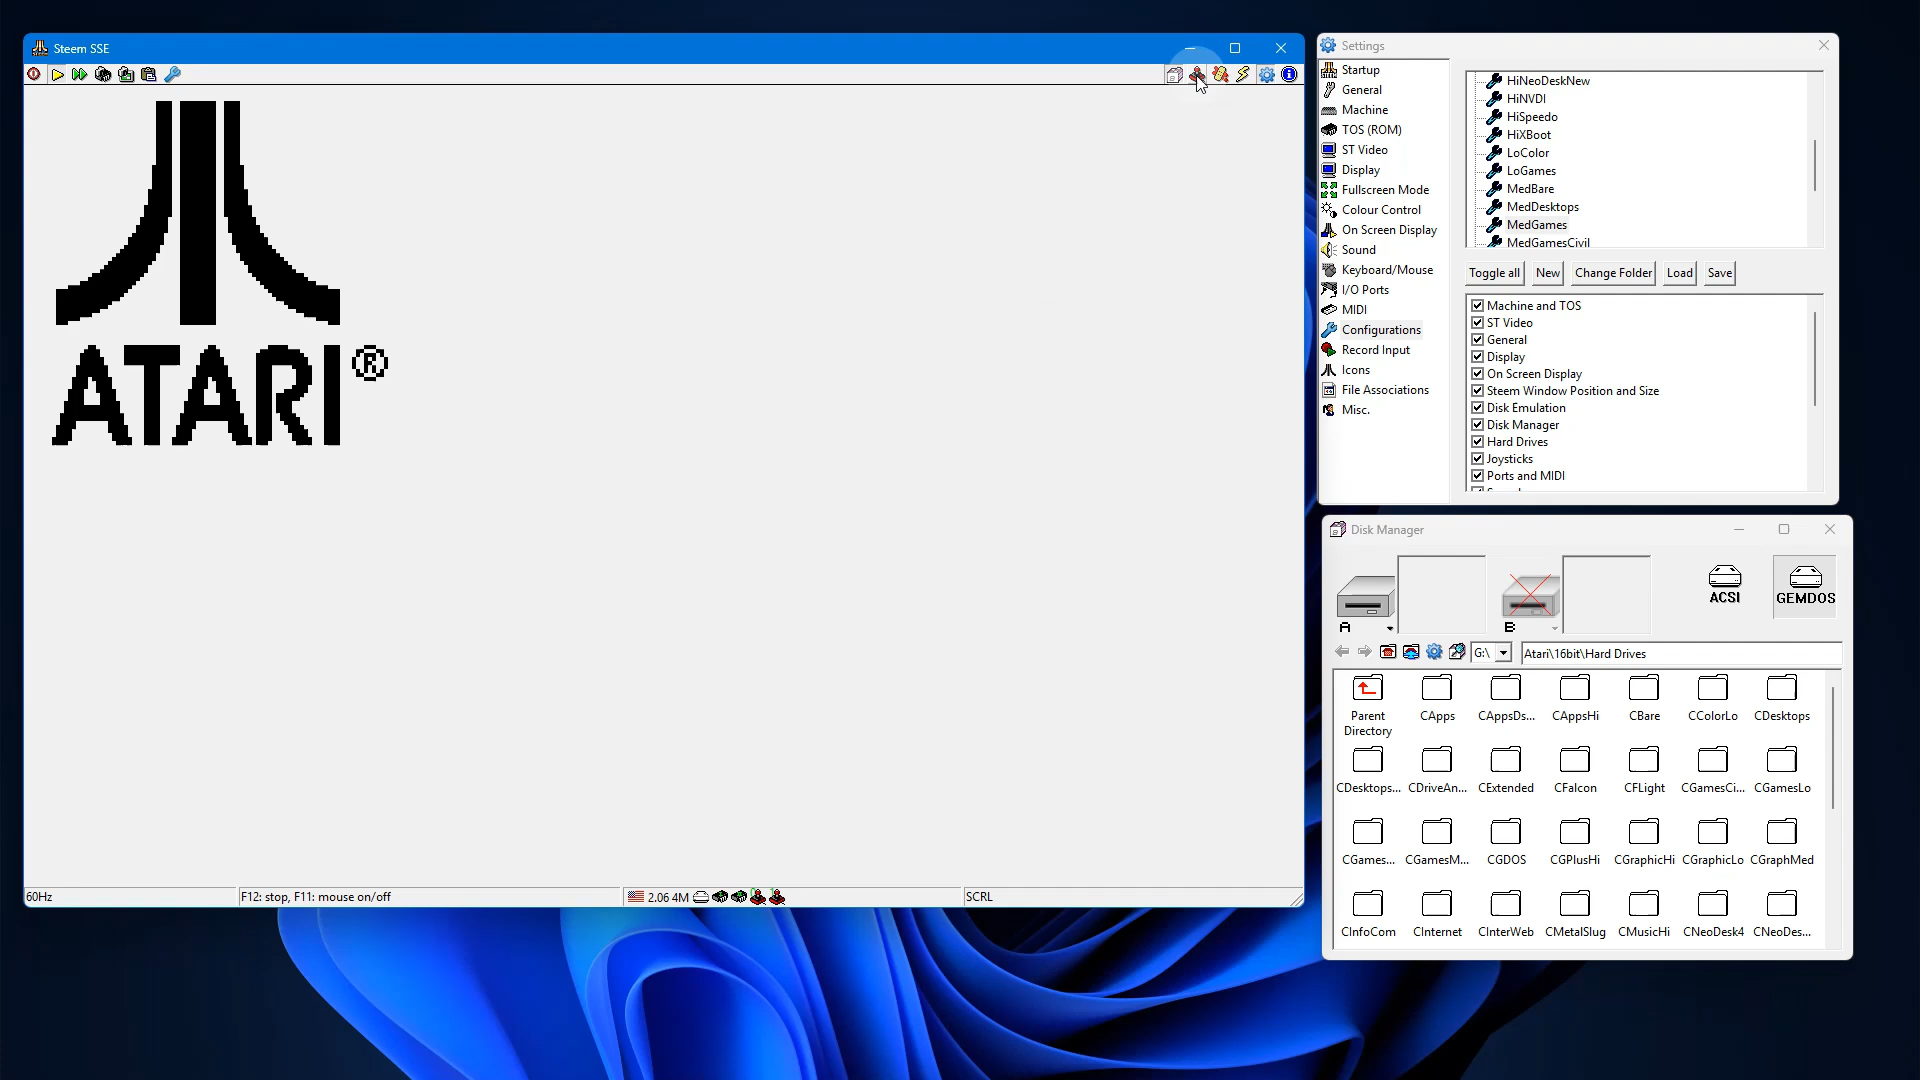 Steem SSE
ATARI®
60Hz
F12: stop, F11: mouse on/off
2.06 4M
SCRL
Settings
Startup
General
Machine
TOS (ROM)
ST Video
Display
Fullscreen Mode
Colour Control
On Screen Display
Sound
Keyboard/Mouse
I/O Ports
MIDI
Configurations
Record Input
Icons
File Associations
Misc.
HiNeoDeskNew
HiNVDI
HiSpeedo
HiXBoot
LoColor
LoGames
MedBare
MedDesktops
MedGames
MedGamesCivil
Toggle all New Change Folder Load Save
Machine and TOS
ST Video
General
Display
On Screen Display
Steem Window Position and Size
Disk Emulation
Disk Manager
Hard Drives
Joysticks
Ports and MIDI
Disk Manager
ACSI GEMDOS
A B
G:\ Atari\16bit\Hard Drives
Parent Directory CApps CAppsDs... CAppsHi CBare CColorLo CDesktops
CDesktops... CDriveAn... CExtended CFalcon CFLight CGamesCi... CGamesLo
CGames... CGamesM... CGDOS CGPlusHi CGraphicHi CGraphicLo CGraphMed
CInfoCom CInternet CInterWeb CMetalSlug CMusicHi CNeoDesk4 CNeoDes...